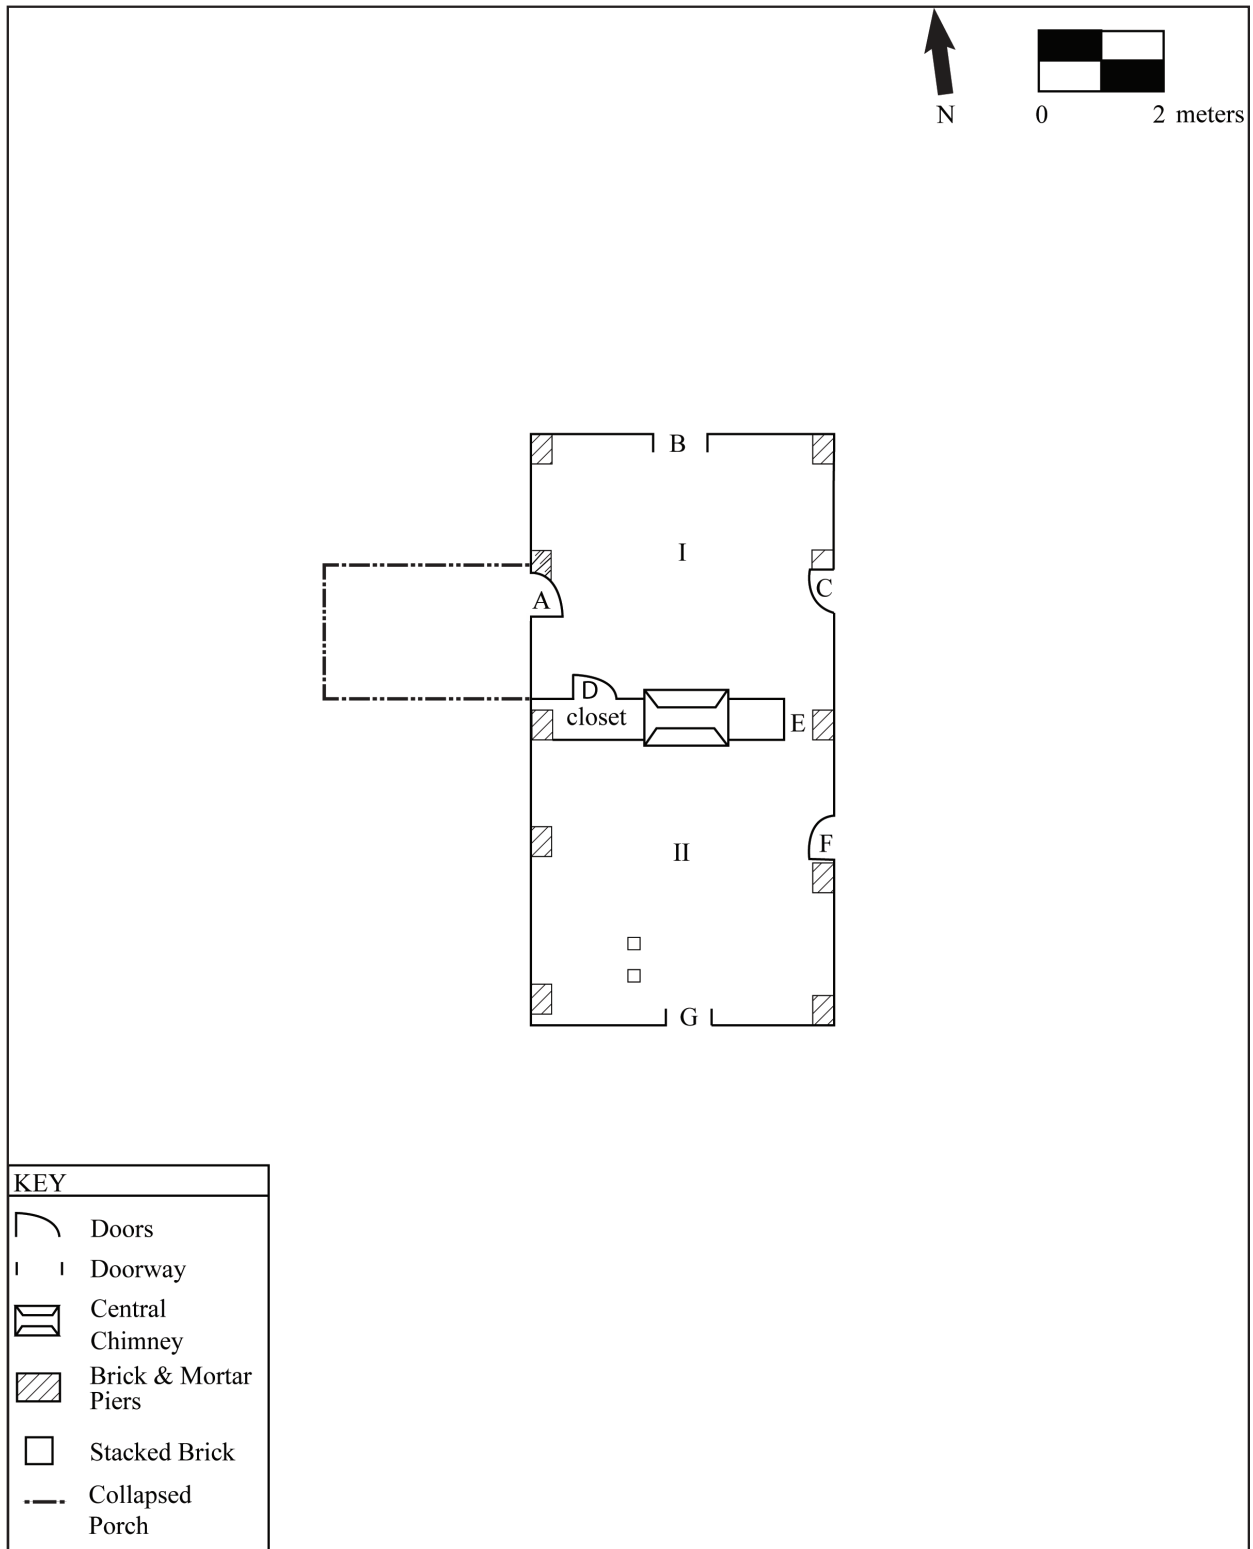 N
0 2 meters
B
I
C
A
D
closet
E
F
II
G
KEY
Doors
Doorway
Central
Chimney
Brick & Mortar
Piers
Stacked Brick
Collapsed
Porch